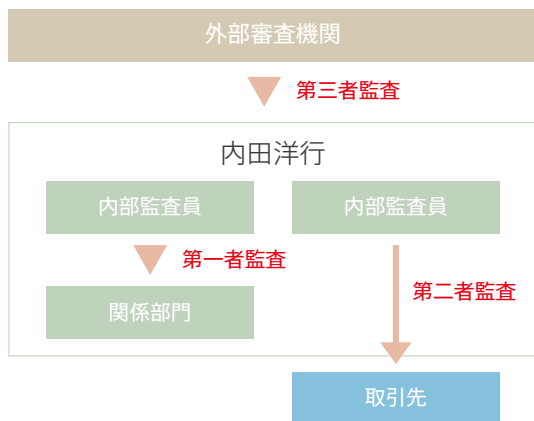 外部審査機関
第三者監査
内田洋行
内部監査員
内部監査員
第一者監査
第二者監査
関係部門
取引先